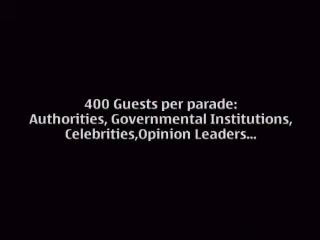 400 Guests per parade:
Authorities, Governmental Institutions,
Celebrities,Opinion Leaders...